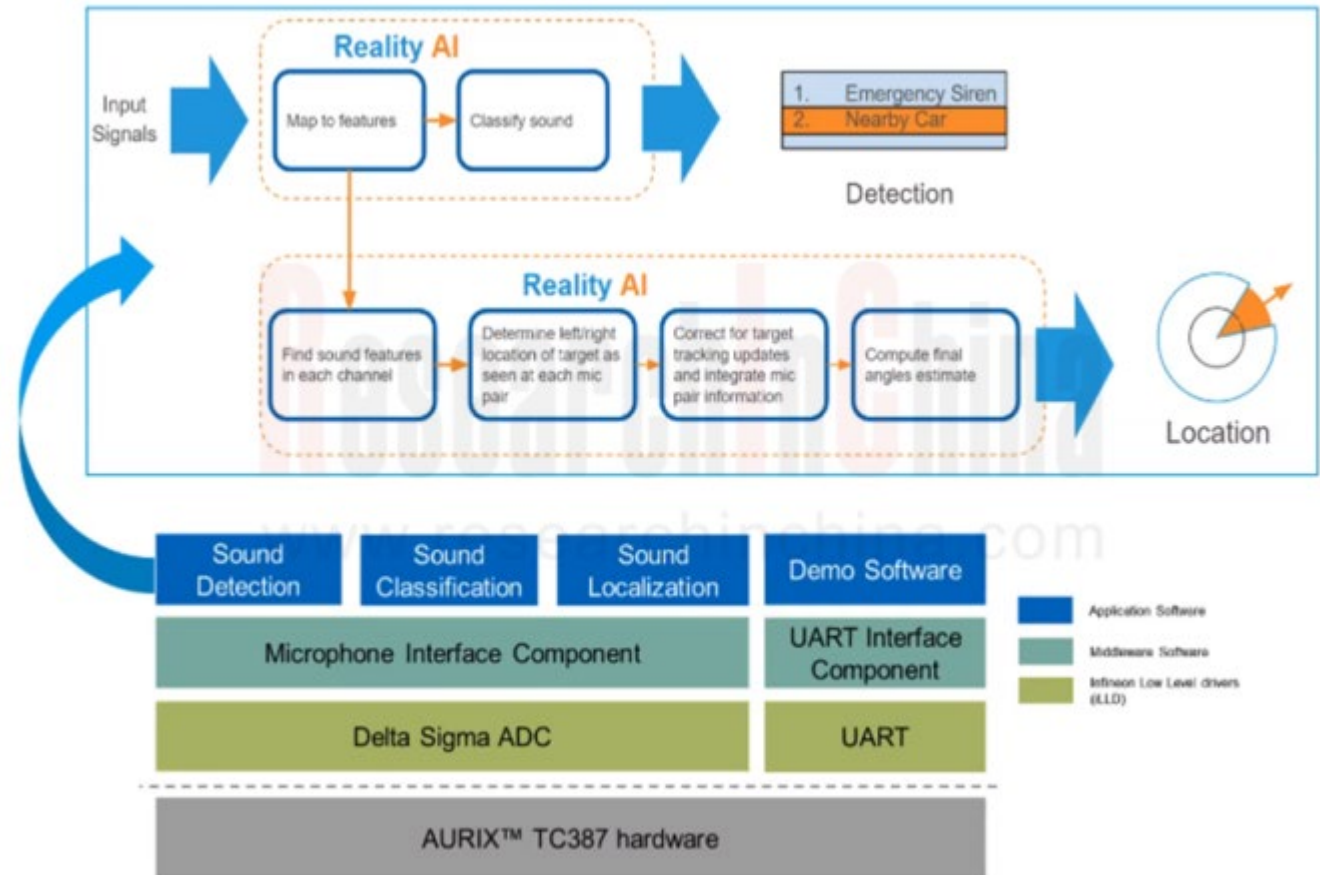 Reality AI
Input
Signals
Map to features
Classify sound
1. Emergency Siren
2. Nearby Car
Detection
Reality AI
Find sound features
in each channel
Determine left/right
location of target as
seen at each mic
pair
Correct for target
tracking updates
and integrate mic
pair information
Compute final
angles estimate
Location
ResearchInChina
www.researchinchina.com
Sound
Detection
Sound
Classification
Sound
Localization
Demo Software
Application Software
Microphone Interface Component
UART Interface
Component
Middleware Software
Infineon Low Level drivers
(iLLD)
Delta Sigma ADC
UART
AURIX™ TC387 hardware